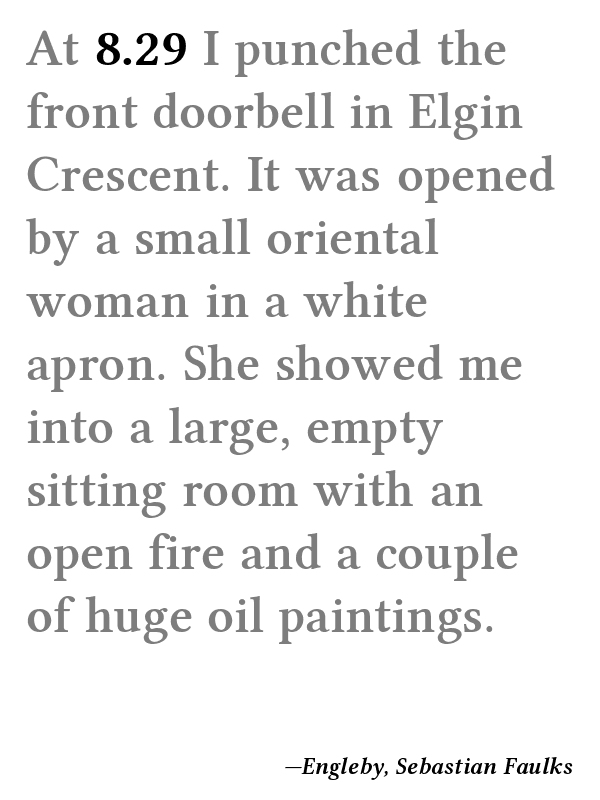 At 8.29 I punched the
front doorbell in Elgin
Crescent. It was opened
by a small oriental
woman in a white
apron. She showed me
into a large, empty
sitting room with an
open fire and a couple
of huge oil paintings.
—Engleby, Sebastian Faulks